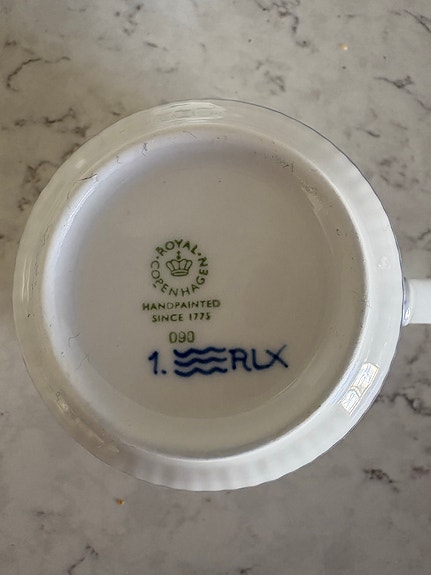 ROYAL
COPENHAGEN
HANDPAINTED
SINCE 1775
090
1. RLX